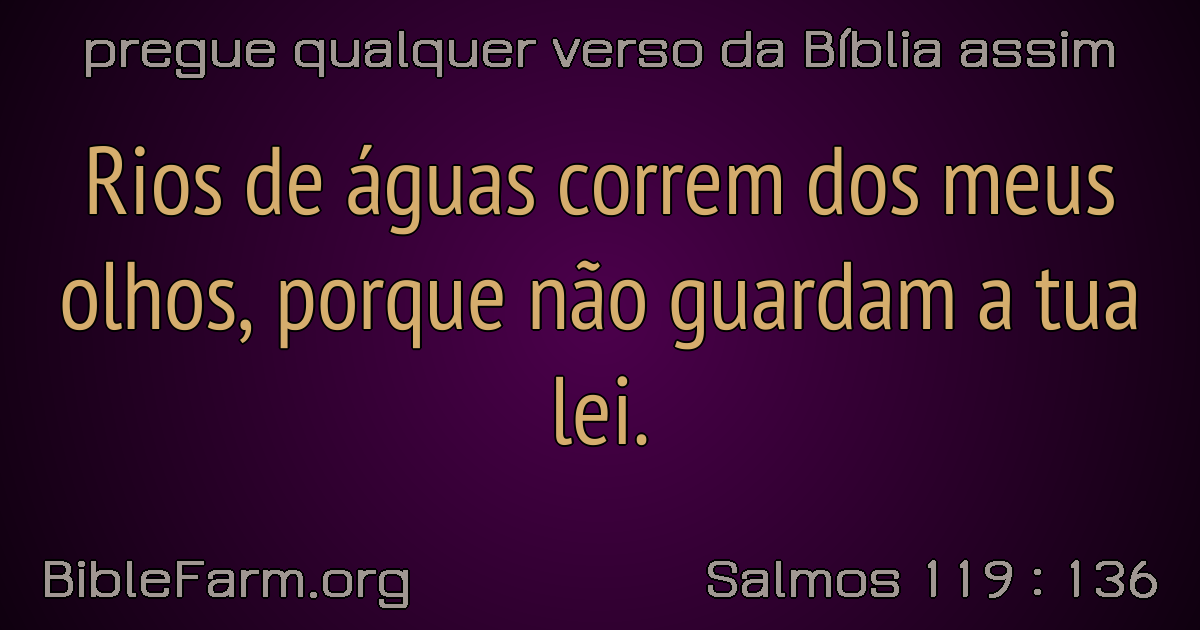 pregue qualquer verso da Bíblia assim
Rios de águas correm dos meus
olhos, porque não guardam a tua
lei.
BibleFarm.org
Salmos 119 : 136